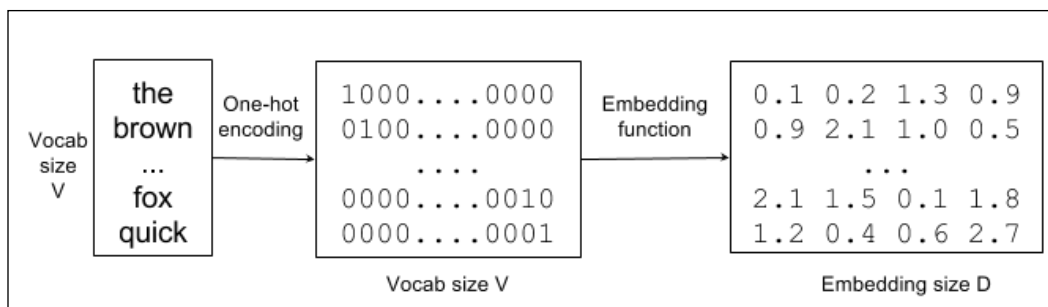 Vocab
size
V
the
brown
...
fox
quick
One-hot
encoding
1000....0000
0100....0000
....
0000....0010
0000....0001
Vocab size V
Embedding
function
0.1 0.2 1.3 0.9
0.9 2.1 1.0 0.5
...
2.1 1.5 0.1 1.8
1.2 0.4 0.6 2.7
Embedding size D